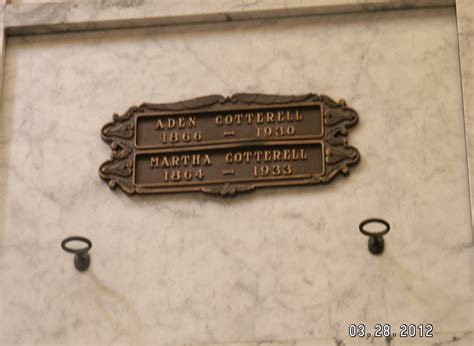 ADEN COTTERELL
1866 – 1930
MARTHA COTTERELL
1864 – 1933
03.28.2012